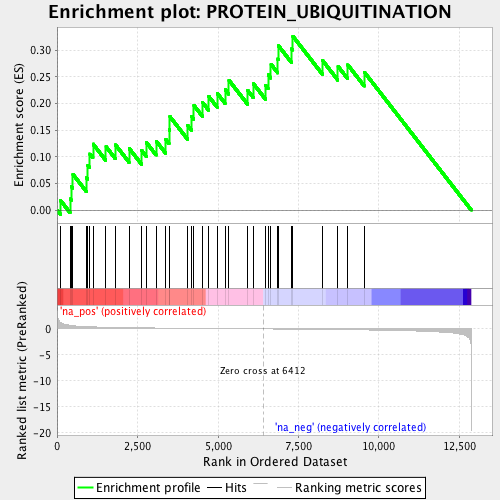 Enrichment plot: PROTEIN_UBIQUITINATION
Enrichment score (ES)
0.30
0.25
0.20
0.15
0.10
0.05
0.00
'na_pos' (positively correlated)
Ranked list metric (PreRanked)
0
-5
-10
-15
-20
Zero cross at 6412
'na_neg' (negatively correlated)
0
2,500
5,000
7,500
10,000
12,500
Rank in Ordered Dataset
Enrichment profile
Hits
Ranking metric scores